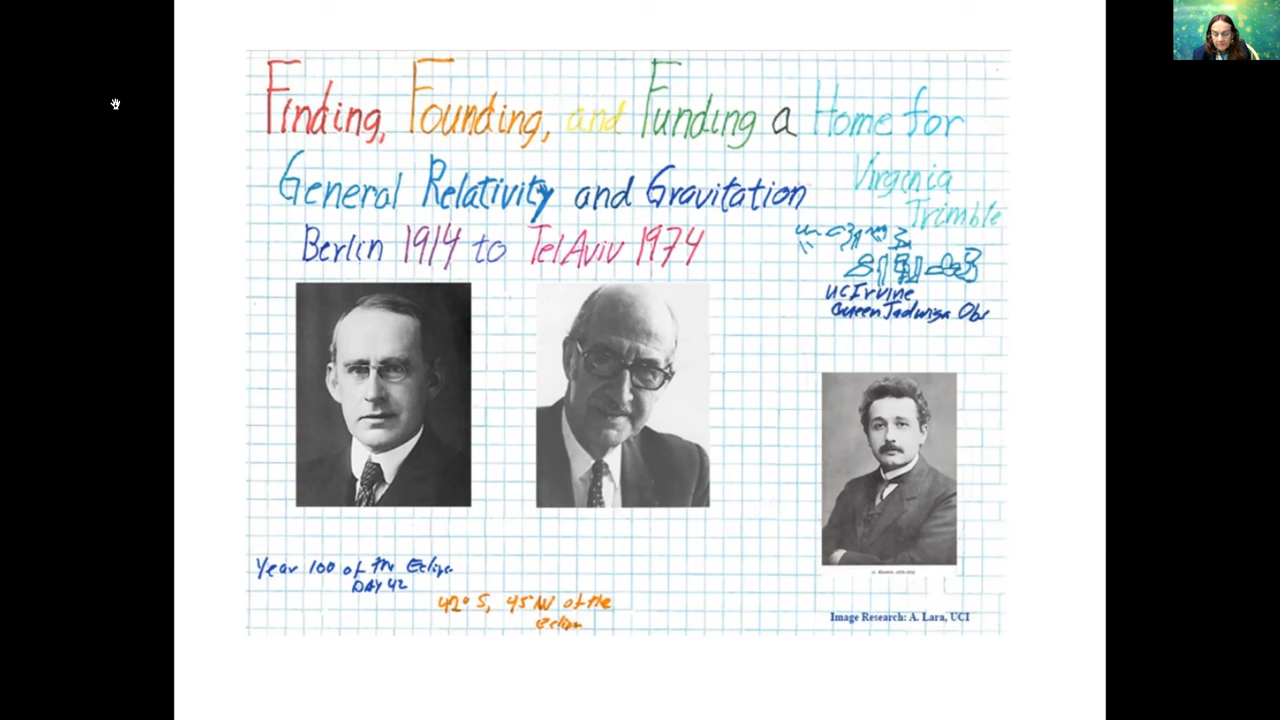 Finding, Founding, and Funding a Home for
General Relativity and Gravitation
Virginia
Trimble
Berlin 1914 to Tel Aviv 1974
UC Irvine
Queen Jadwiga Obs
Year 100 of the Eclipse
DAY 42
42° S, 45° W of the
Eclipse
Image Research: A. Lara, UCI